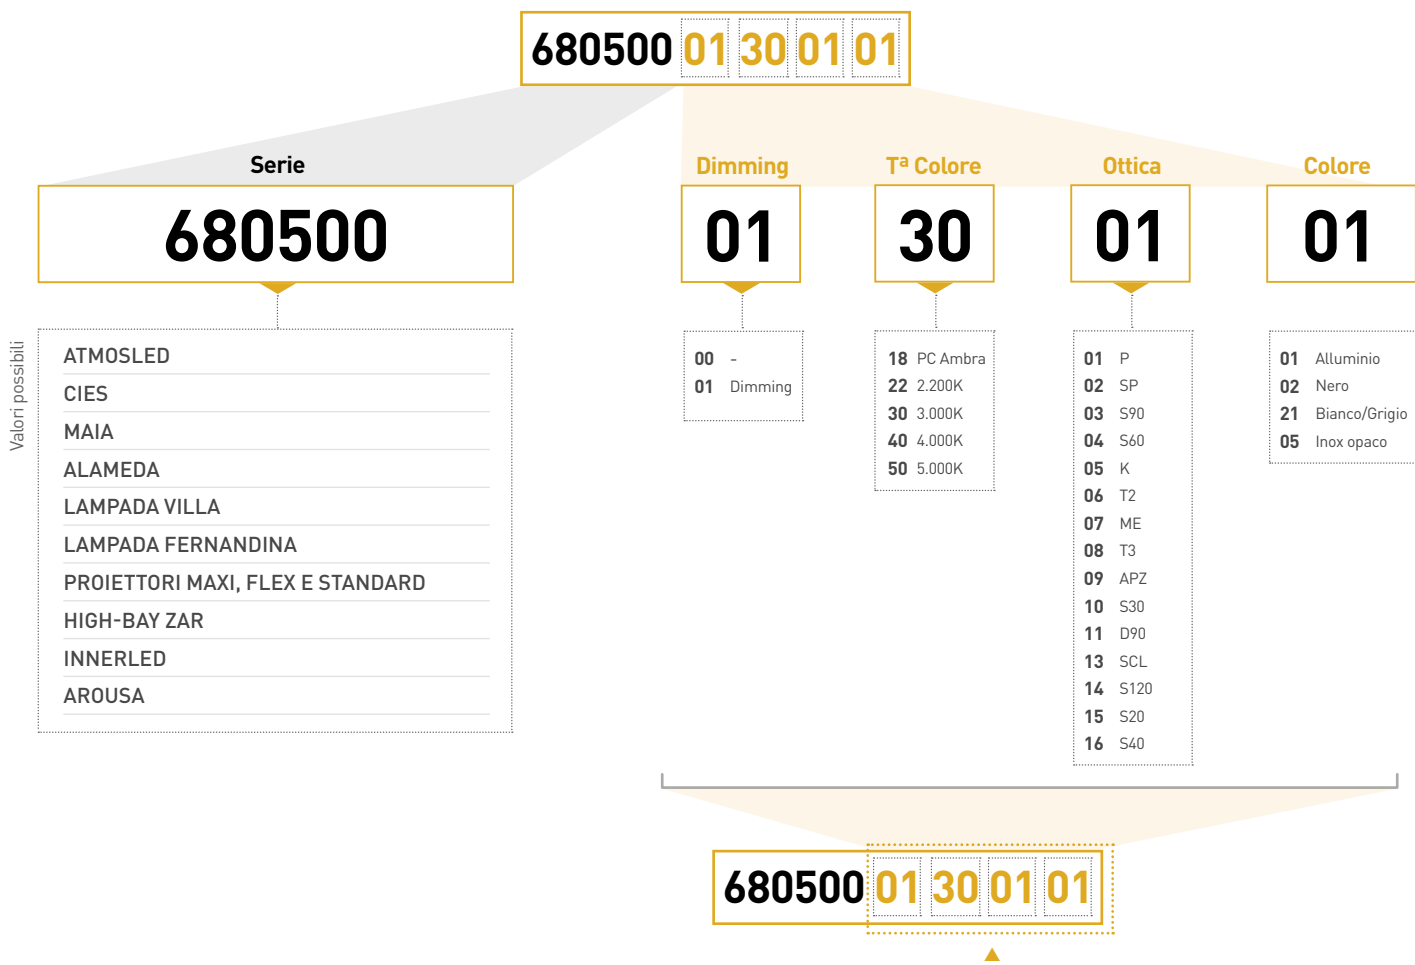 680500 01 30 01 01
Serie
680500
Valori possibili
ATMOSLED
CIES
MAIA
ALAMEDA
LAMPADA VILLA
LAMPADA FERNANDINA
PROIETTORI MAXI, FLEX E STANDARD
HIGH-BAY ZAR
INNERLED
AROUSA
Dimming
01
00 -
01 Dimming
Tª Colore
30
18 PC Ambra
22 2.200K
30 3.000K
40 4.000K
50 5.000K
Ottica
01
01 P
02 SP
03 S90
04 S60
05 K
06 T2
07 ME
08 T3
09 APZ
10 S30
11 D90
13 SCL
14 S120
15 S20
16 S40
Colore
01
01 Alluminio
02 Nero
21 Bianco/Grigio
05 Inox opaco
680500 01 30 01 01